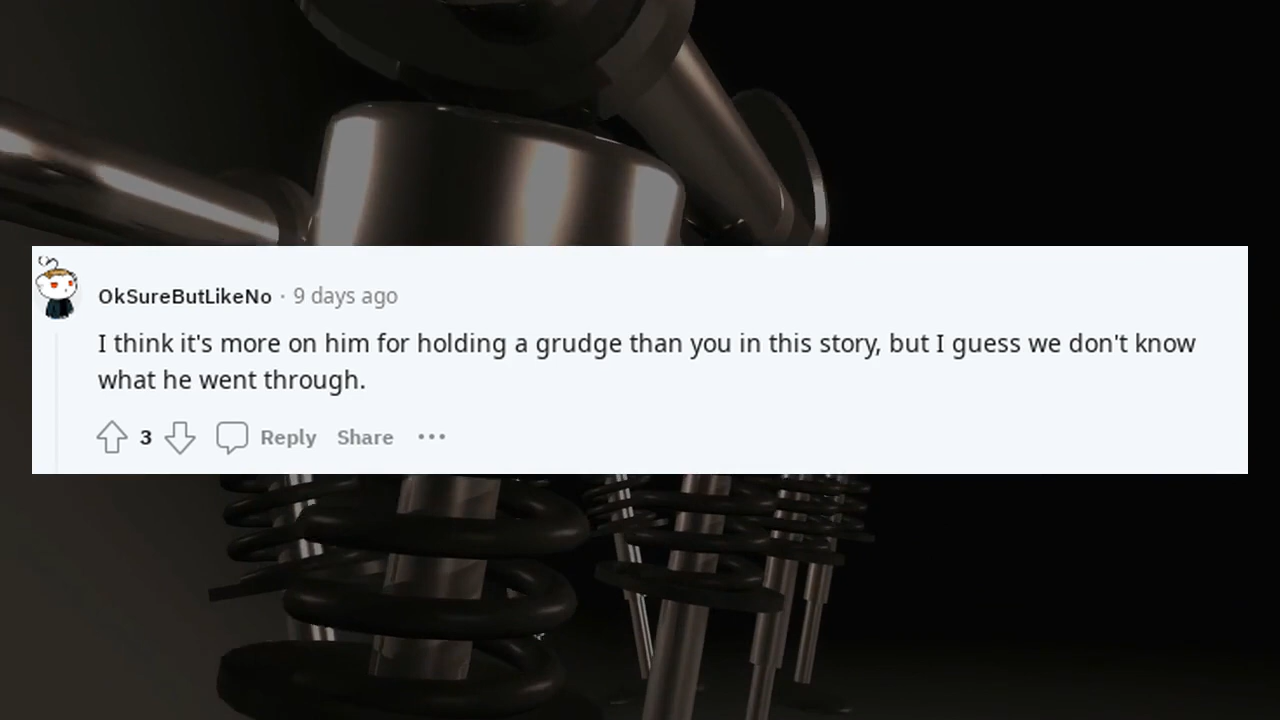 OkSureButLikeNo · 9 days ago
I think it's more on him for holding a grudge than you in this story, but I guess we don't know
what he went through.
3 Reply Share •••